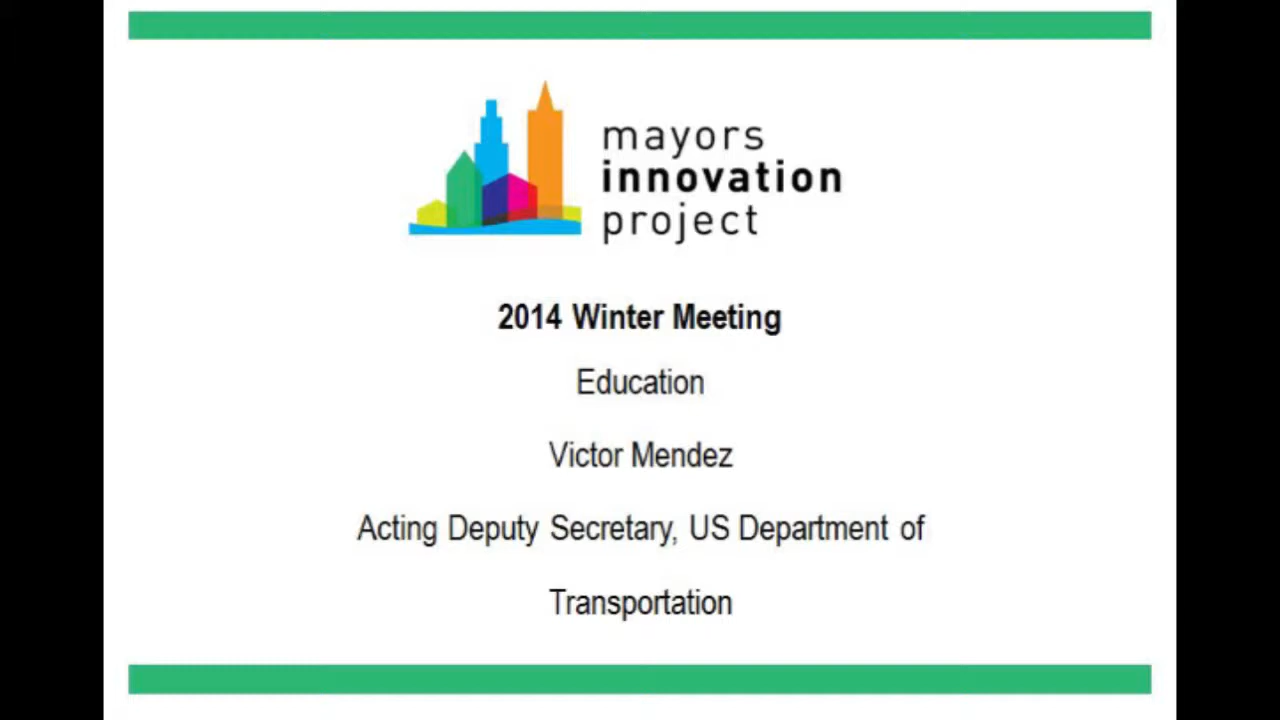 mayors
innovation
project
2014 Winter Meeting
Education
Victor Mendez
Acting Deputy Secretary, US Department of
Transportation